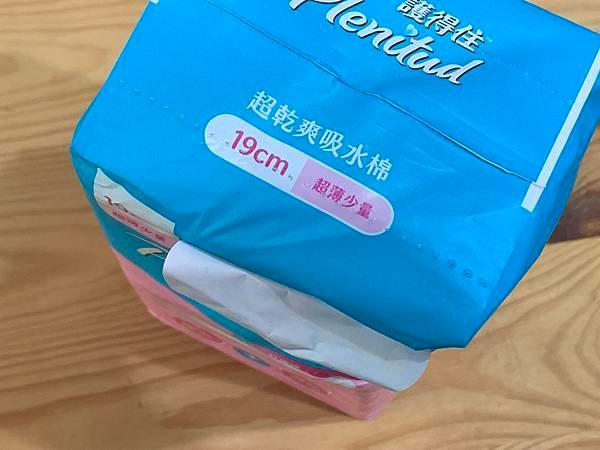 護得住
Plenitud
超乾爽吸水棉
19cm
超薄少量